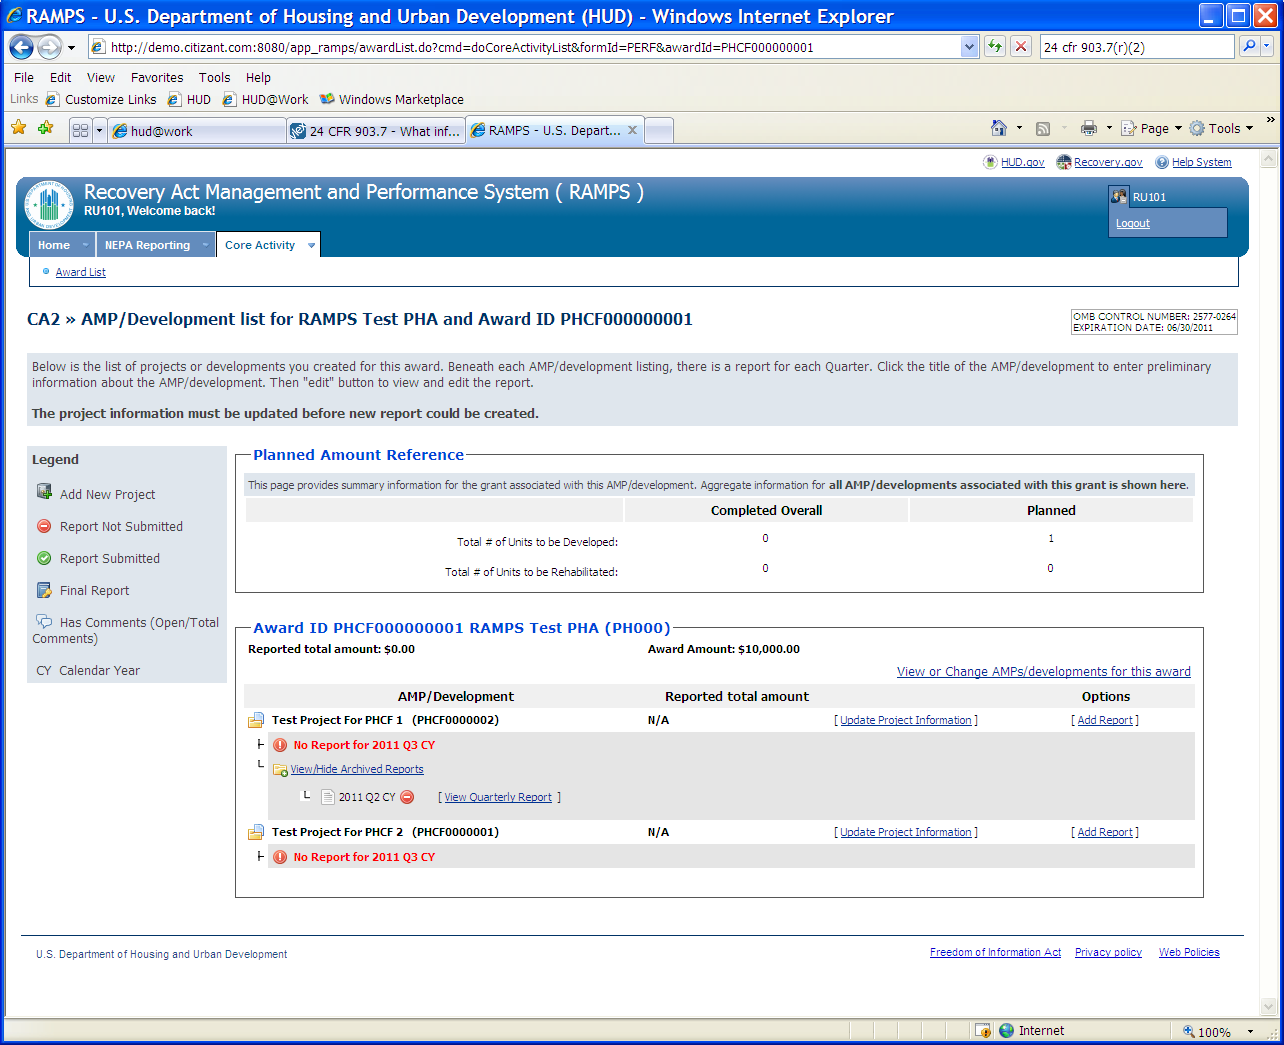 RAMPS - U.S. Department of Housing and Urban Development (HUD) - Windows Internet Explorer
http://demo.citizant.com:8080/app_ramps/awardList.do?cmd=doCoreActivityList&formId=PERF&awardId=PHCF000000001
24 cfr 903.7(r)(2)
File Edit View Favorites Tools Help
Links Customize Links HUD HUD@Work Windows Marketplace
hud@work
24 CFR 903.7 - What inf...
RAMPS - U.S. Depart...
Page Tools »
HUD.gov Recovery.gov Help System
Recovery Act Management and Performance System ( RAMPS )
RU101, Welcome back!
RU101
Logout
Home NEPA Reporting Core Activity
Award List
CA2 » AMP/Development list for RAMPS Test PHA and Award ID PHCF000000001
OMB CONTROL NUMBER: 2577-0264
EXPIRATION DATE: 06/30/2011
Below is the list of projects or developments you created for this award. Beneath each AMP/development listing, there is a report for each Quarter. Click the title of the AMP/development to enter preliminary
information about the AMP/development. Then "edit" button to view and edit the report.
The project information must be updated before new report could be created.
Legend
Add New Project
Report Not Submitted
Report Submitted
Final Report
Has Comments (Open/Total
Comments)
CY Calendar Year
Planned Amount Reference
This page provides summary information for the grant associated with this AMP/development. Aggregate information for all AMP/developments associated with this grant is shown here.
Completed Overall Planned
Total # of Units to be Developed: 0 1
Total # of Units to be Rehabilitated: 0 0
Award ID PHCF000000001 RAMPS Test PHA (PH000)
Reported total amount: $0.00 Award Amount: $10,000.00
View or Change AMPs/developments for this award
AMP/Development Reported total amount Options
Test Project For PHCF 1 (PHCF0000002) N/A [ Update Project Information ] [ Add Report ]
No Report for 2011 Q3 CY
View/Hide Archived Reports
2011 Q2 CY [ View Quarterly Report ]
Test Project For PHCF 2 (PHCF0000001) N/A [ Update Project Information ] [ Add Report ]
No Report for 2011 Q3 CY
U.S. Department of Housing and Urban Development
Freedom of Information Act Privacy policy Web Policies
Internet
100%